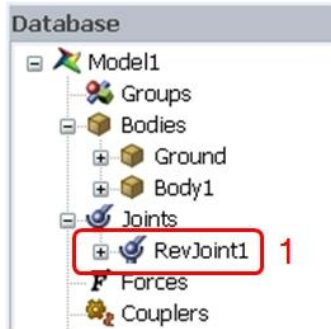 Database
Model1
Groups
Bodies
Ground
Body1
Joints
RevJoint1 1
Forces
Couplers